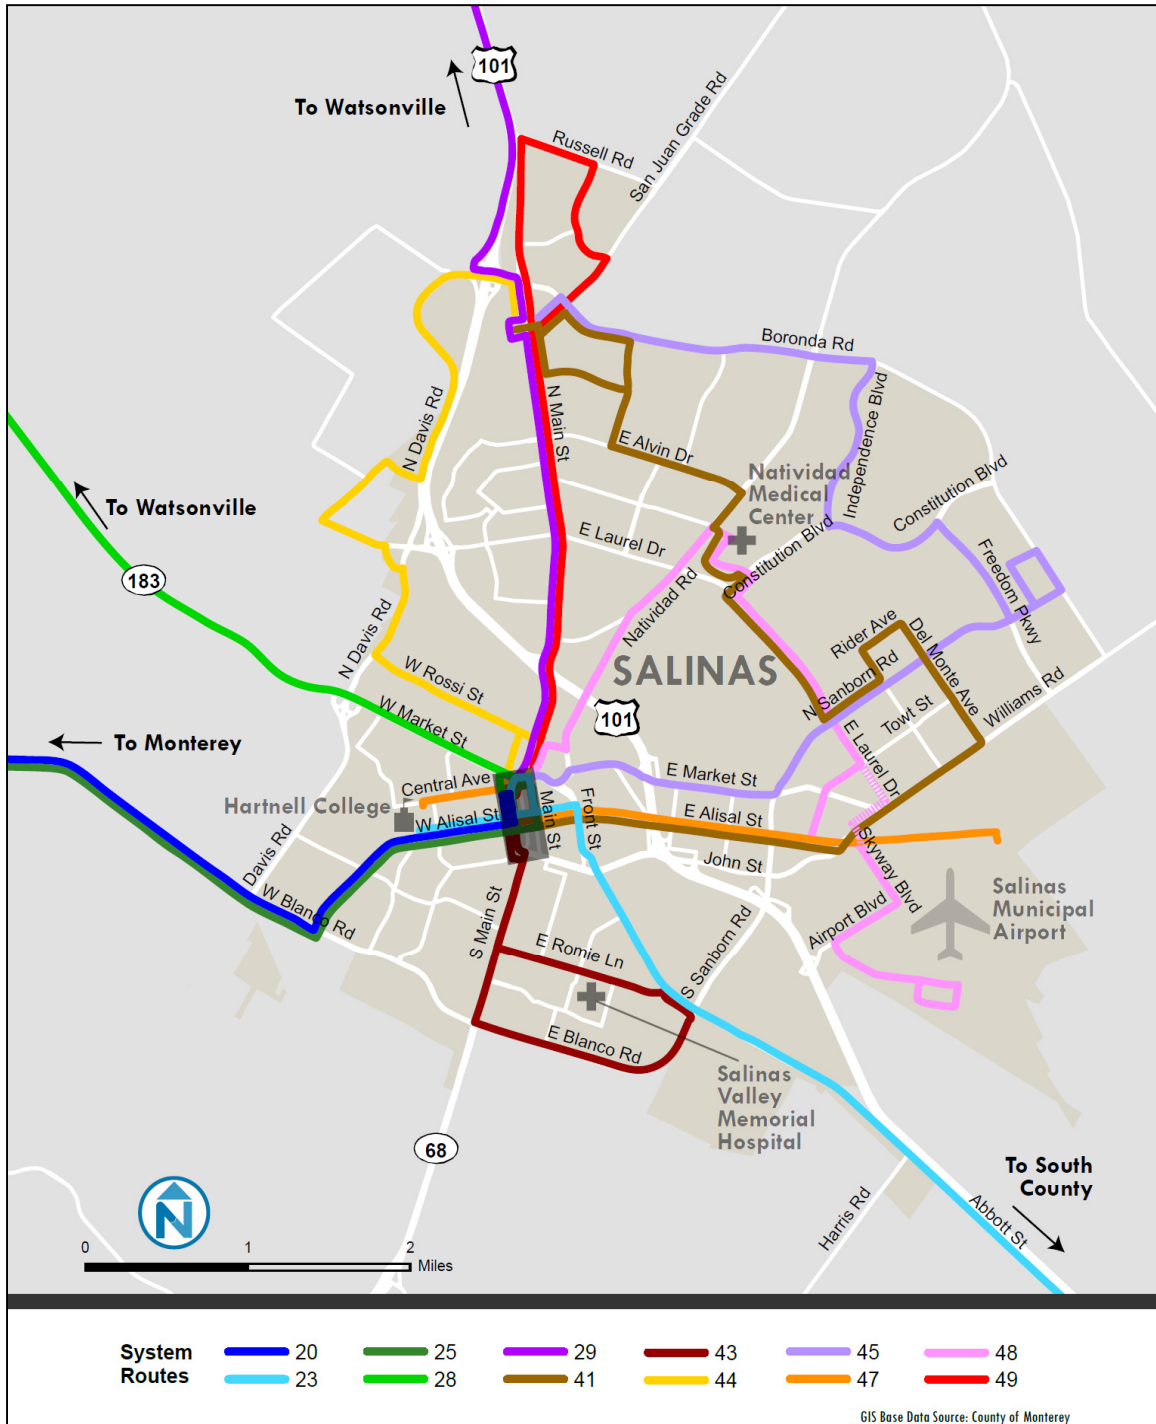 101
To Watsonville
Russell Rd
San Juan Grade Rd
Boronda Rd
N Davis Rd
N Main St
Independence Blvd
E Alvin Dr
Natividad
Medical
Center
Constitution Blvd
To Watsonville
E Laurel Dr
Constitution Blvd
183
Freedom Pkwy
Natividad Rd
N Davis Rd
Rider Ave
Del Monte Ave
SALINAS
W Rossi St
N Sanborn Rd
Williams Rd
Towt St
W Market St
101
To Monterey
E Laurel Dr
E Market St
Central Ave
Hartnell College
Main St
Front St
W Alisal St
E Alisal St
Skyway Blvd
Davis Rd
John St
W Blanco Rd
S Main St
Salinas
Municipal
Airport
Airport Blvd
E Romie Ln
S Sanborn Rd
E Blanco Rd
Salinas
Valley
Memorial
Hospital
68
To South
County
Abbott St
Harris Rd
N
0 1 2
Miles
System
Routes
20 25 29 43 45 48
23 28 41 44 47 49
GIS Base Data Source: County of Monterey